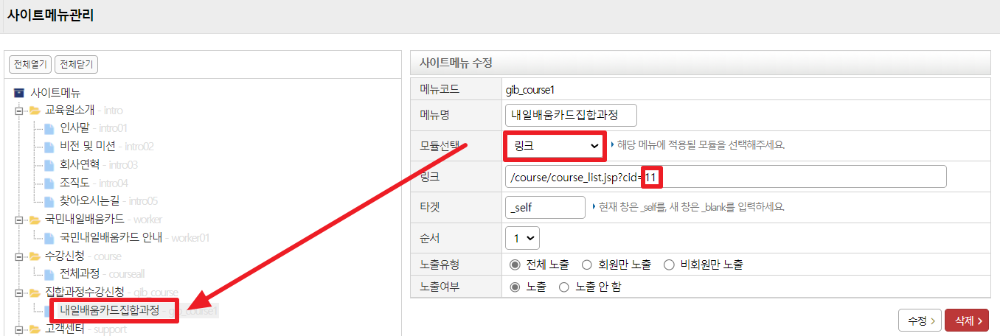 사이트메뉴관리
전체열기 전체닫기
사이트메뉴
교육원소개 - intro
인사말 - intro01
비전 및 미션 - intro02
회사연혁 - intro03
조직도 - intro04
찾아오시는길 - intro05
국민내일배움카드 - worker
국민내일배움카드 안내 - worker01
수강신청 - course
전체과정 - courseall
집합과정수강신청 - gib_course
내일배움카드집합과정 - gib_course1
고객센터 - support
사이트메뉴 수정
메뉴코드 gib_course1
메뉴명 내일배움카드집합과정
모듈선택 링크 해당 메뉴에 적용될 모듈을 선택해주세요.
링크 /course/course_list.jsp?cid=11
타겟 _self 현재 창은 _self를, 새 창은 _blank를 입력하세요.
순서 1
노출유형 전체 노출 회원만 노출 비회원만 노출
노출여부 노출 노출 안 함
수정 삭제